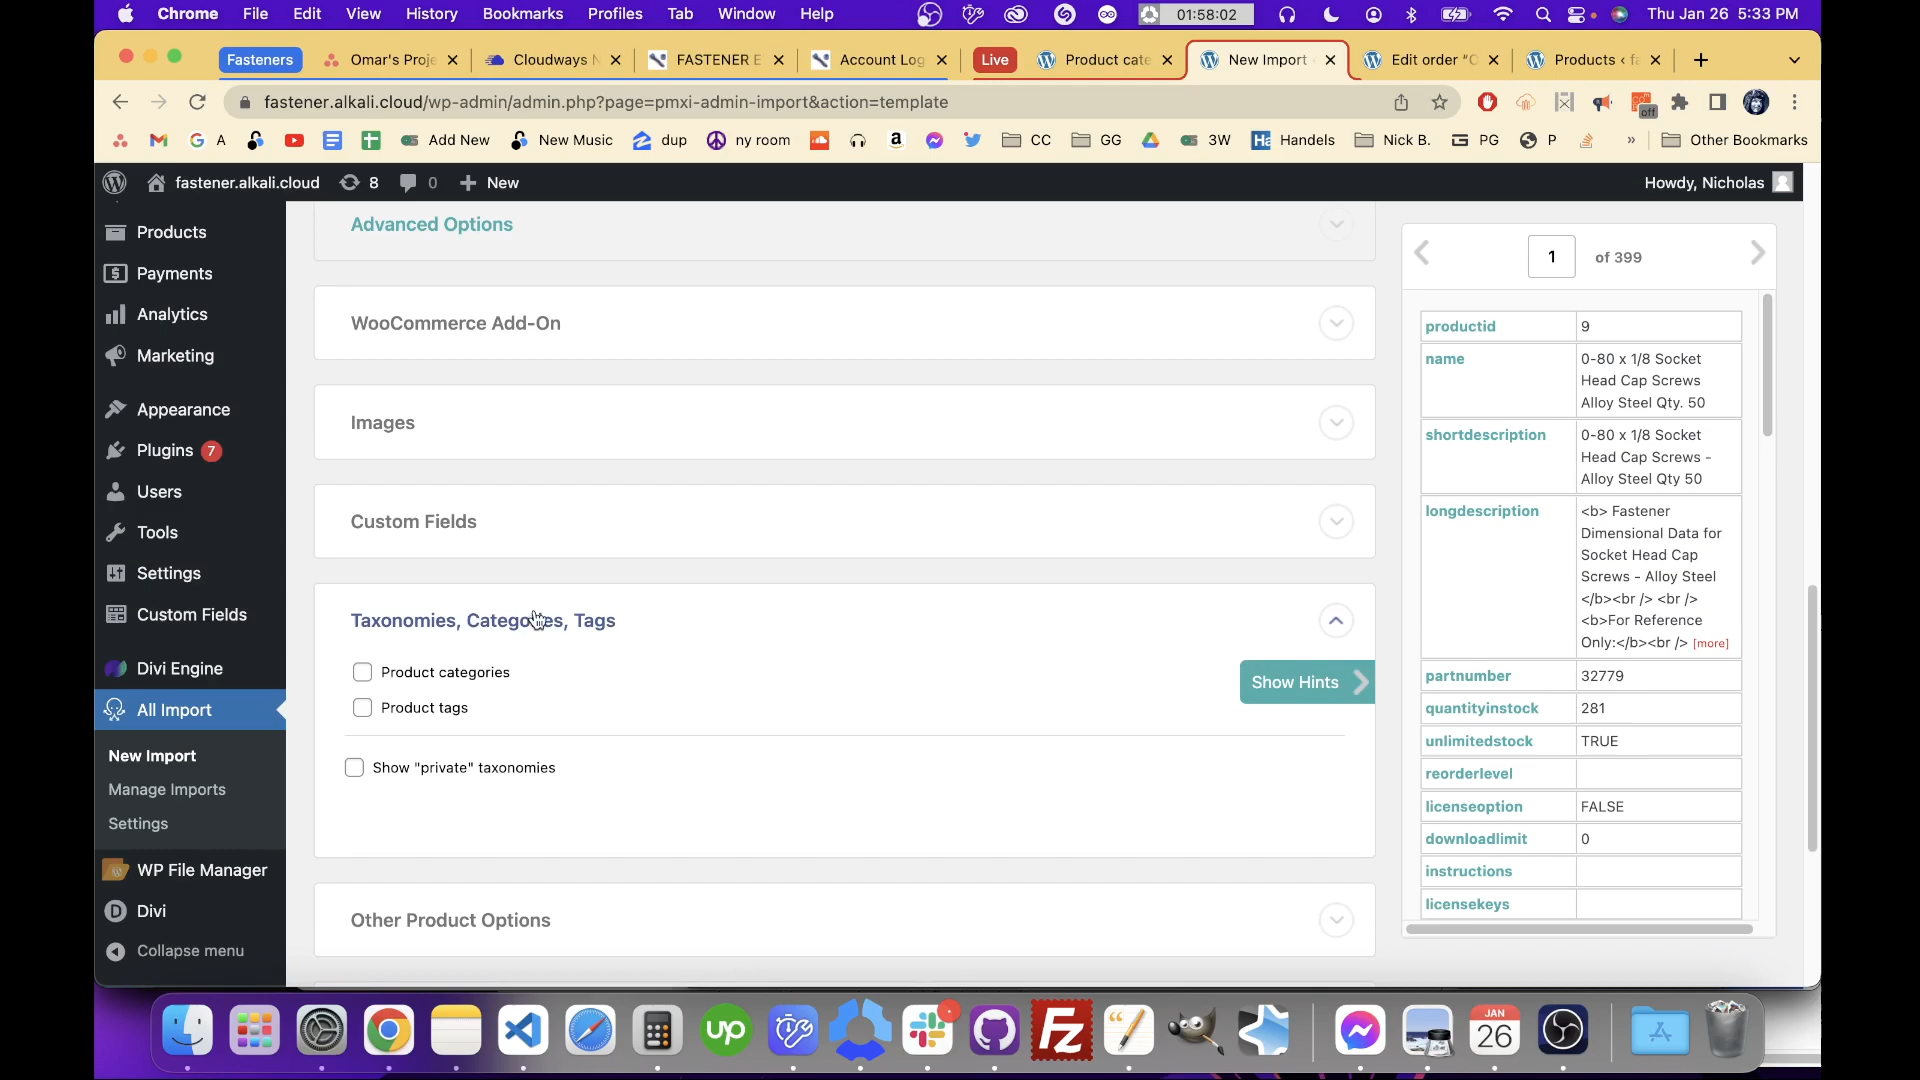 Chrome File Edit View History Bookmarks Profiles Tab Window Help 01:58:02 Thu Jan 26 5:33 PM
Fasteners Omar's Proje Cloudways FASTENER E Account Log Live Product cate New Import Edit order "O Products ‹ fa
fastener.alkali.cloud/wp-admin/admin.php?page=pmxi-admin-import&action=template off
A Add New New Music dup ny room CC GG 3W Handels Nick B. PG P » Other Bookmarks
fastener.alkali.cloud 8 0 New Howdy, Nicholas
Products
Payments
Analytics
Marketing
Appearance
Plugins 7
Users
Tools
Settings
Custom Fields
Divi Engine
All Import
New Import
Manage Imports
Settings
WP File Manager
Divi
Collapse menu
Advanced Options
WooCommerce Add-On
Images
Custom Fields
Taxonomies, Categories, Tags
Product categories
Product tags
Show Hints
Show "private" taxonomies
Other Product Options
1 of 399
productid 9
name 0-80 x 1/8 Socket
Head Cap Screws
Alloy Steel Qty. 50
shortdescription 0-80 x 1/8 Socket
Head Cap Screws -
Alloy Steel Qty 50
longdescription <b> Fastener
Dimensional Data for
Socket Head Cap
Screws - Alloy Steel
</b><br /> <br />
<b>For Reference
Only:</b><br /> [more]
partnumber 32779
quantityinstock 281
unlimitedstock TRUE
reorderlevel
licenseoption FALSE
downloadlimit 0
instructions
licensekeys
up
Fz
JAN
26